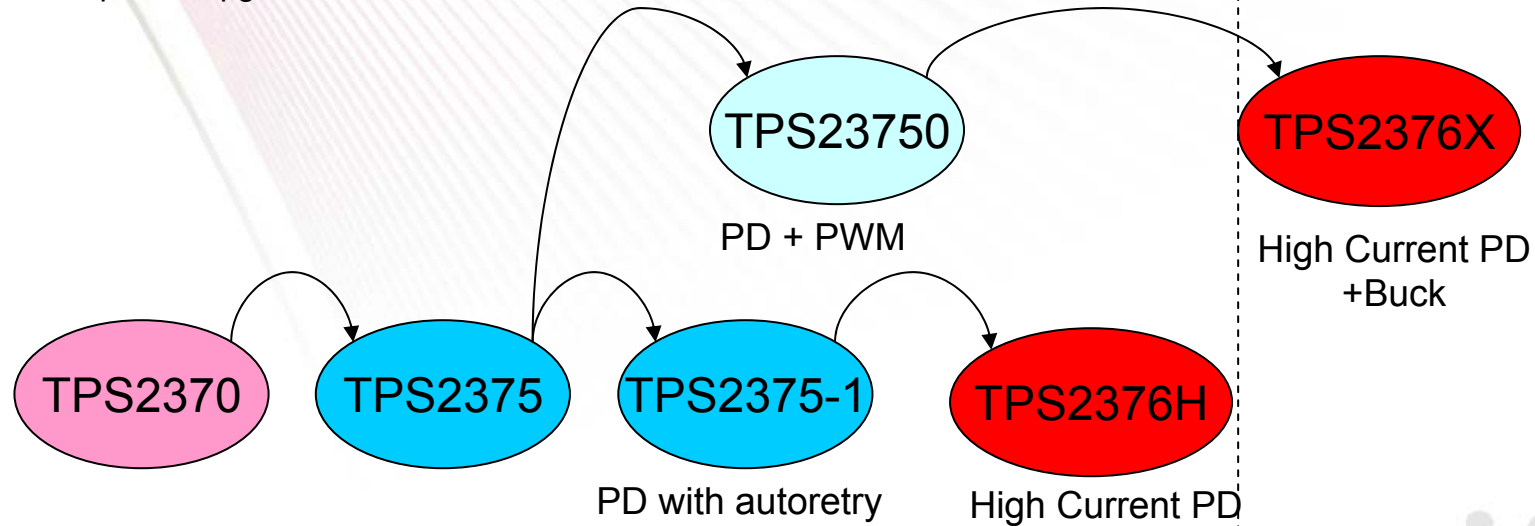 TPS23750
TPS2376X
PD + PWM
High Current PD
+Buck
TPS2370
TPS2375
TPS2375-1
TPS2376H
PD with autoretry
High Current PD